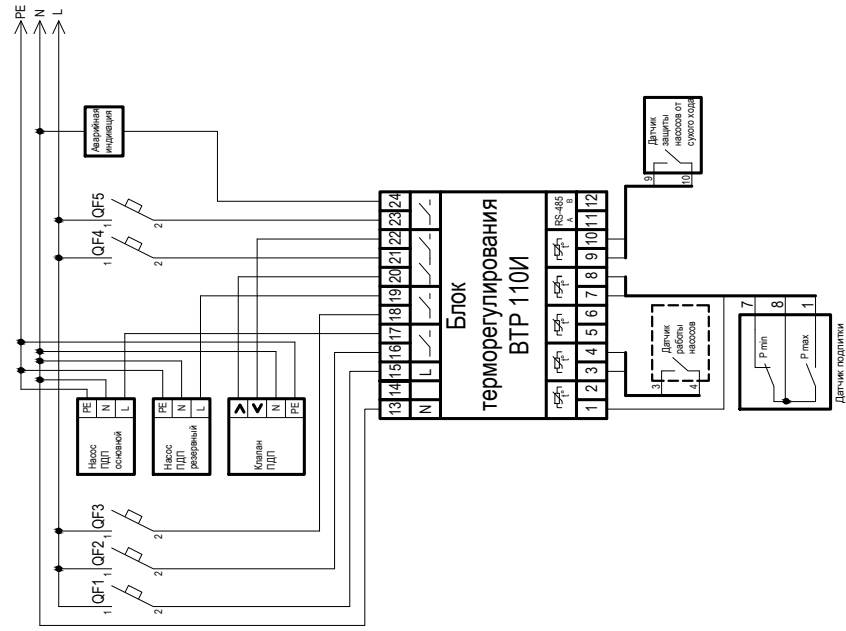 PE
N
L
Аварийная
индикация
QF5
1
2
QF4
1
2
Насос
ПДП
основной
PE
N
L
Насос
ПДП
резервный
PE
N
L
Клапан
ПДП
N
PE
QF3
1
2
QF2
1
2
QF1
1
2
13
14
15
16
17
18
19
20
21
22
23
24
N
L
Блок
терморегулирования
ВТР 110И
t°
t°
t°
t°
t°
RS-485
A
B
1
2
3
4
5
6
7
8
9
10
11
12
Датчик
защиты
насосов от
сухого хода
9
10
Датчик
работы
насосов
3
4
7
8
1
P min
P max
Датчик подпитки